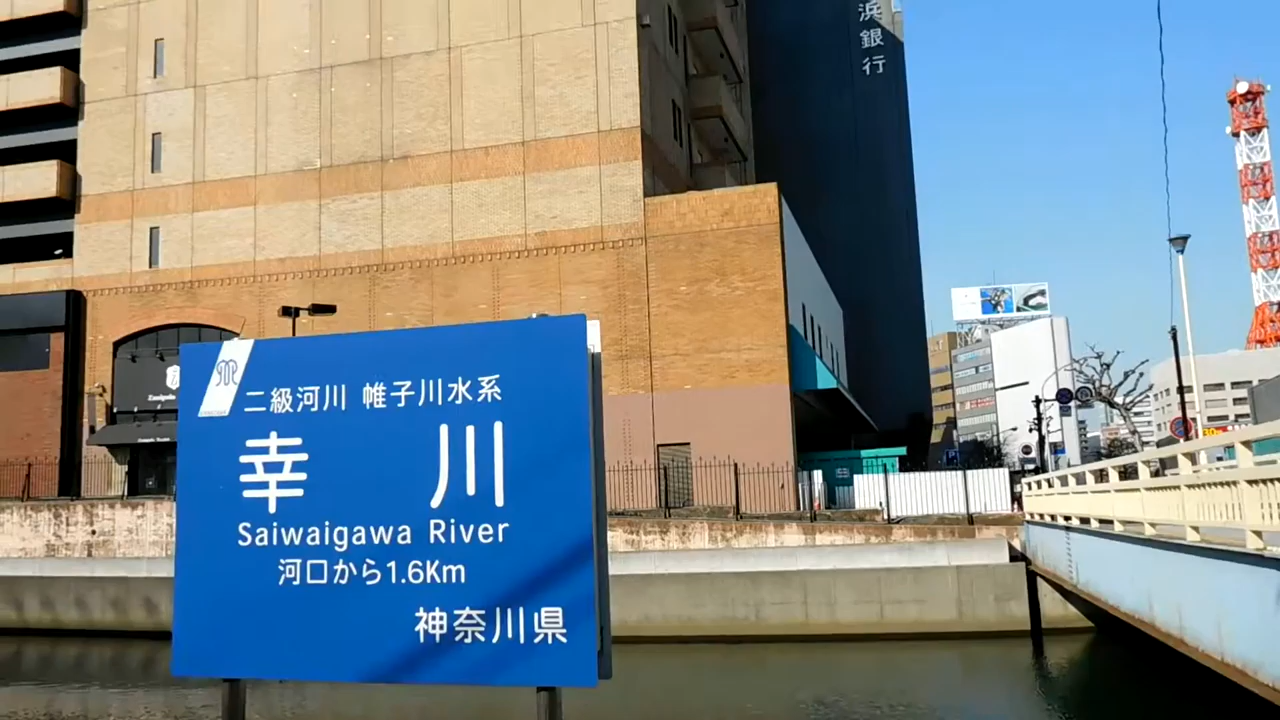 浜銀行
二級河川 帷子川水系
幸川
Saiwaigawa River
河口から1.6Km
神奈川県